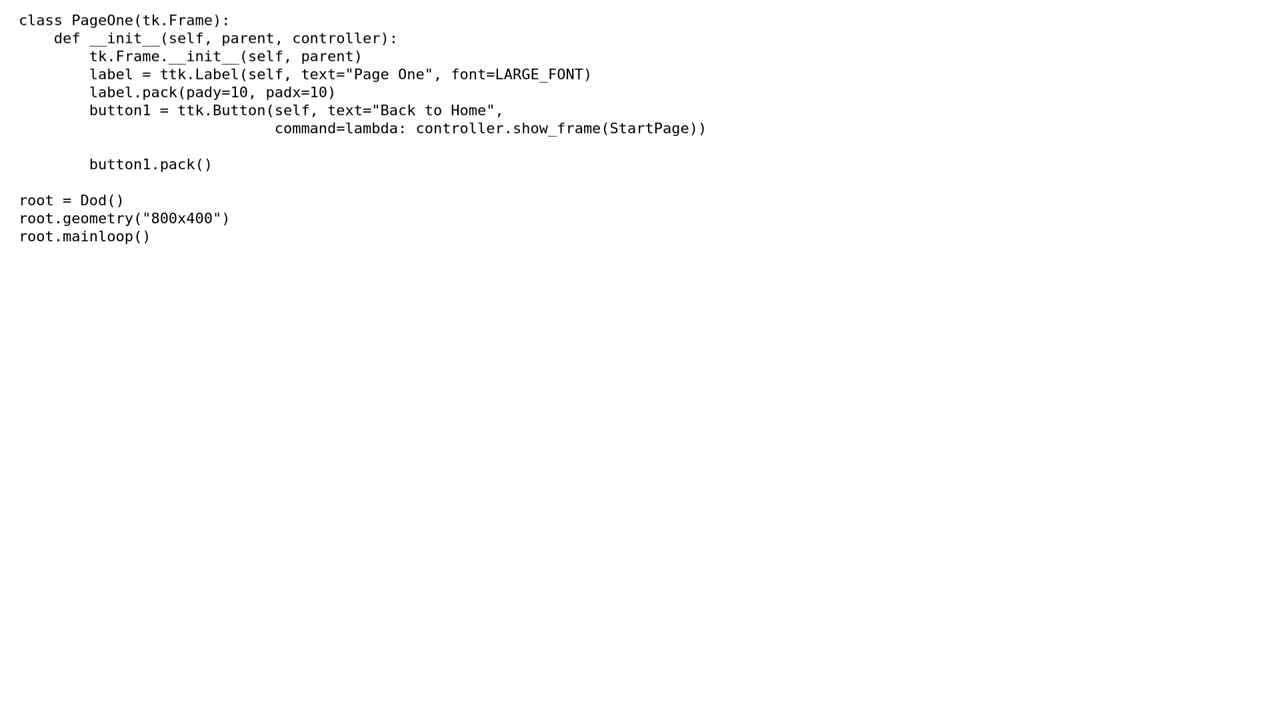 class PageOne(tk.Frame):
    def __init__(self, parent, controller):
        tk.Frame.__init__(self, parent)
        label = ttk.Label(self, text="Page One", font=LARGE_FONT)
        label.pack(pady=10, padx=10)
        button1 = ttk.Button(self, text="Back to Home",
                             command=lambda: controller.show_frame(StartPage))

        button1.pack()

root = Dod()
root.geometry("800x400")
root.mainloop()